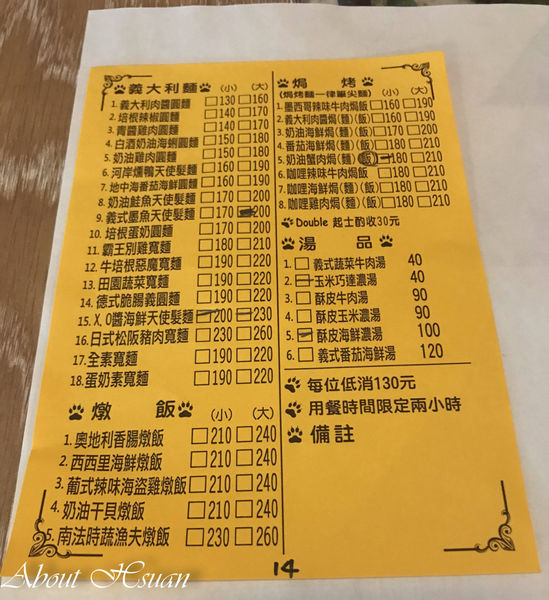 義大利麵 (小) (大)
1. 義大利肉醬圓麵 □130 □160
2. 培根辣椒圓麵 □140 □170
3. 青醬雞肉圓麵 □140 □170
4. 白酒奶油海蜊圓麵 □150 □180
5. 奶油雞肉圓麵 □150 □180
6. 河岸燻鴨天使髮麵 □160 □190
7. 地中海番茄海鮮圓麵 □160 □190
8. 奶油鮭魚天使髮麵 □170 □200
9. 義式墨魚天使髮麵 □170 □200
10. 培根蛋奶圓麵 □170 □200
11. 霸王別雞寬麵 □180 □210
12. 牛培根惡魔寬麵 □190 □220
13. 田園蔬菜寬麵 □190 □220
14. 德式脆腸義圓麵 □190 □220
15. X.O醬海鮮天使髮麵 □200 □230
16. 日式松阪豬肉寬麵 □230 □260
17. 全素寬麵 □190 □220
18. 蛋奶素寬麵 □190 □220
燉飯 (小) (大)
1. 奧地利香腸燉飯 □210 □240
2. 西西里海鮮燉飯 □210 □240
3. 葡式辣味海盜雞燉飯 □210 □240
4. 奶油干貝燉飯 □210 □240
5. 南法時蔬漁夫燉飯 □230 □260
焗烤 (小) (大)
(焗烤麵一律筆尖麵)
1. 墨西哥辣味牛肉焗飯 □160 □190
2. 義大利肉醬焗(麵)(飯) □160 □190
3. 奶油海鮮焗(麵)(飯) □170 □200
4. 番茄海鮮焗(麵)(飯) □180 □210
5. 奶油蟹肉焗(麵)(飯) □180 □210
6. 咖哩辣味牛肉焗飯 □180 □210
7. 咖哩海鮮焗(麵)(飯) □180 □210
8. 咖哩雞肉焗(麵)(飯) □180 □210
Double 起士酌收30元
湯品
1. □義式蔬菜牛肉湯 40
2. □玉米巧達濃湯 40
3. □酥皮牛肉湯 90
4. □酥皮玉米濃湯 90
5. □酥皮海鮮濃湯 100
6. □義式番茄海鮮湯 120
每位低消130元
用餐時間限定兩小時
備註
14
About Hsuan